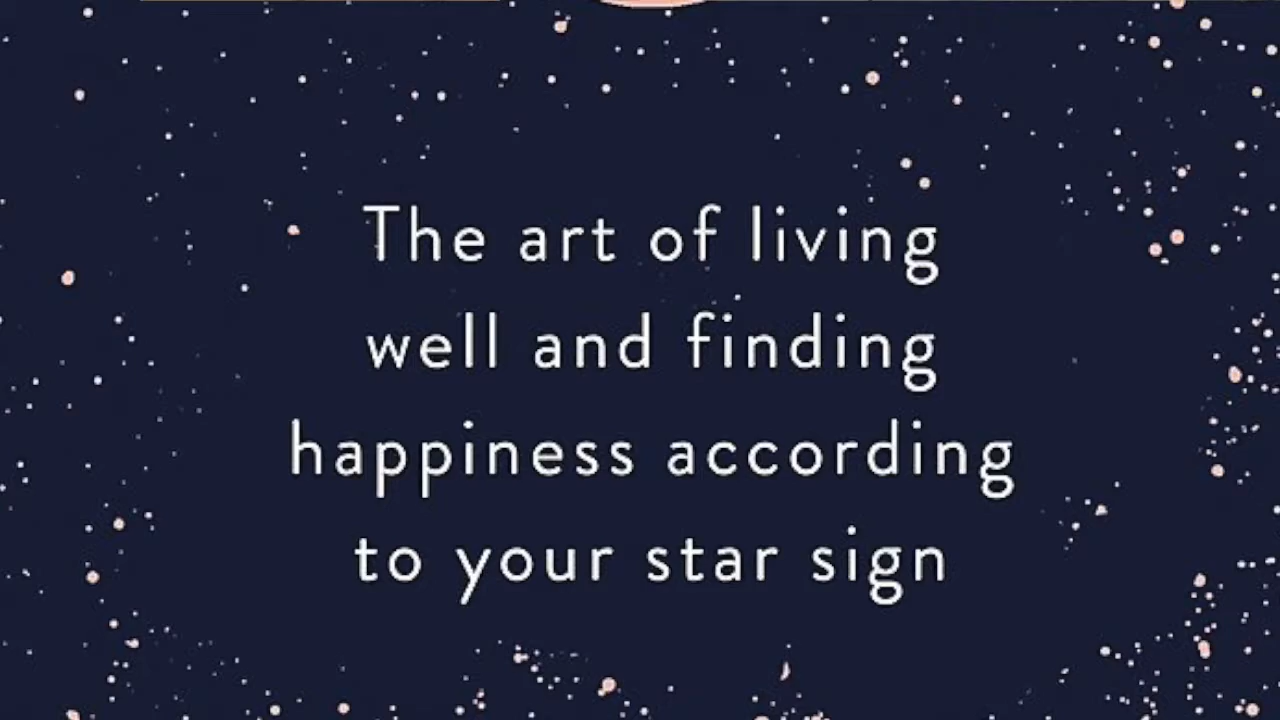 The art of living
well and finding
happiness according
to your star sign